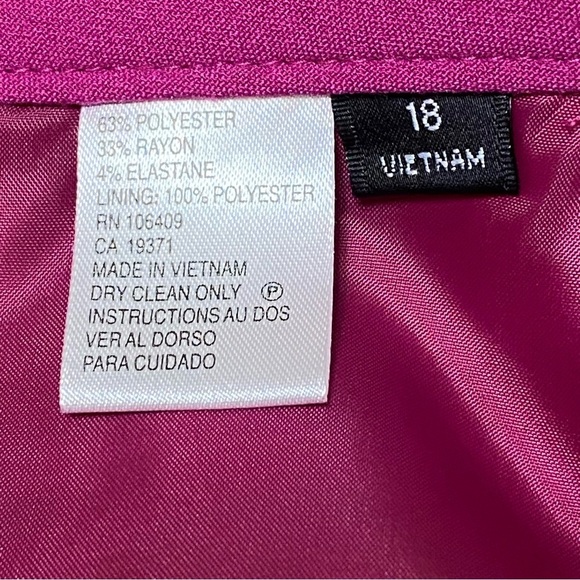 63% POLYESTER
33% RAYON
4% ELASTANE
LINING: 100% POLYESTER
RN 106409
CA 19371
MADE IN VIETNAM
DRY CLEAN ONLY Ⓟ
INSTRUCTIONS AU DOS
VER AL DORSO
PARA CUIDADO
18
VIETNAM